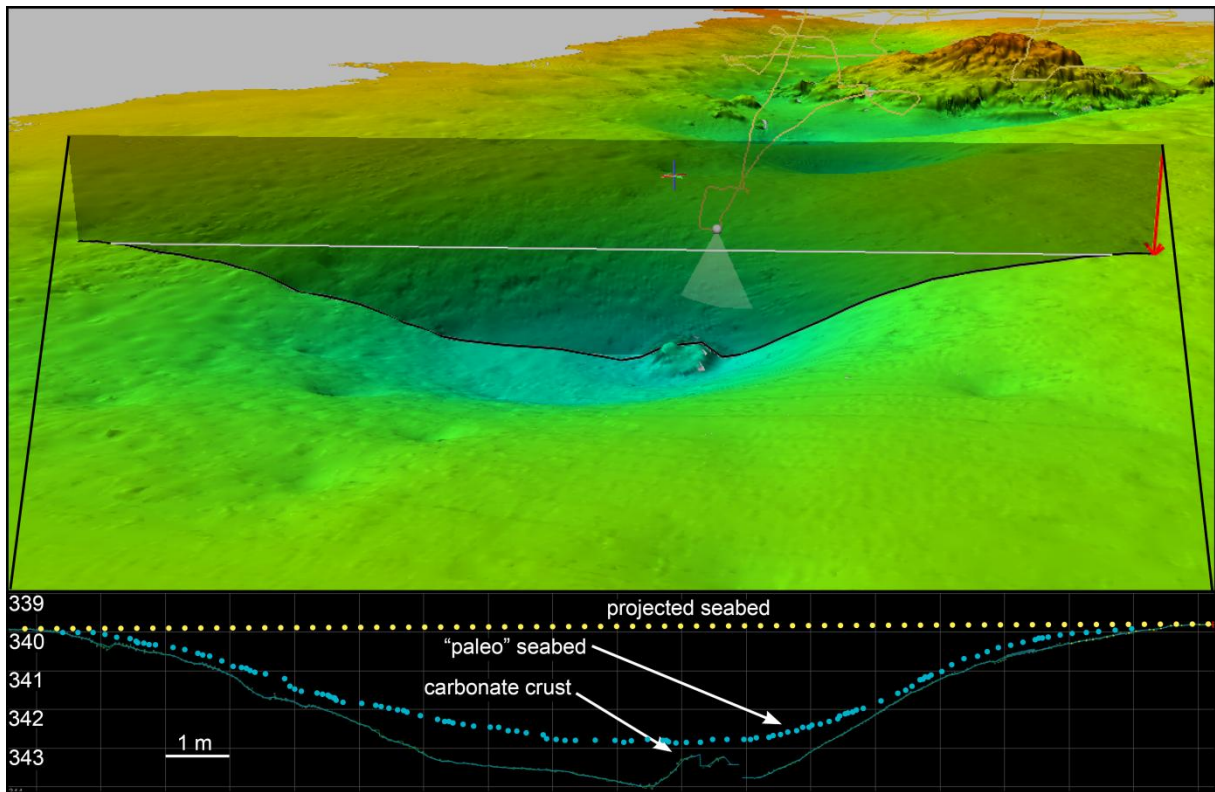 339
projected seabed
340
"paleo" seabed
341
carbonate crust
342
1 m
343